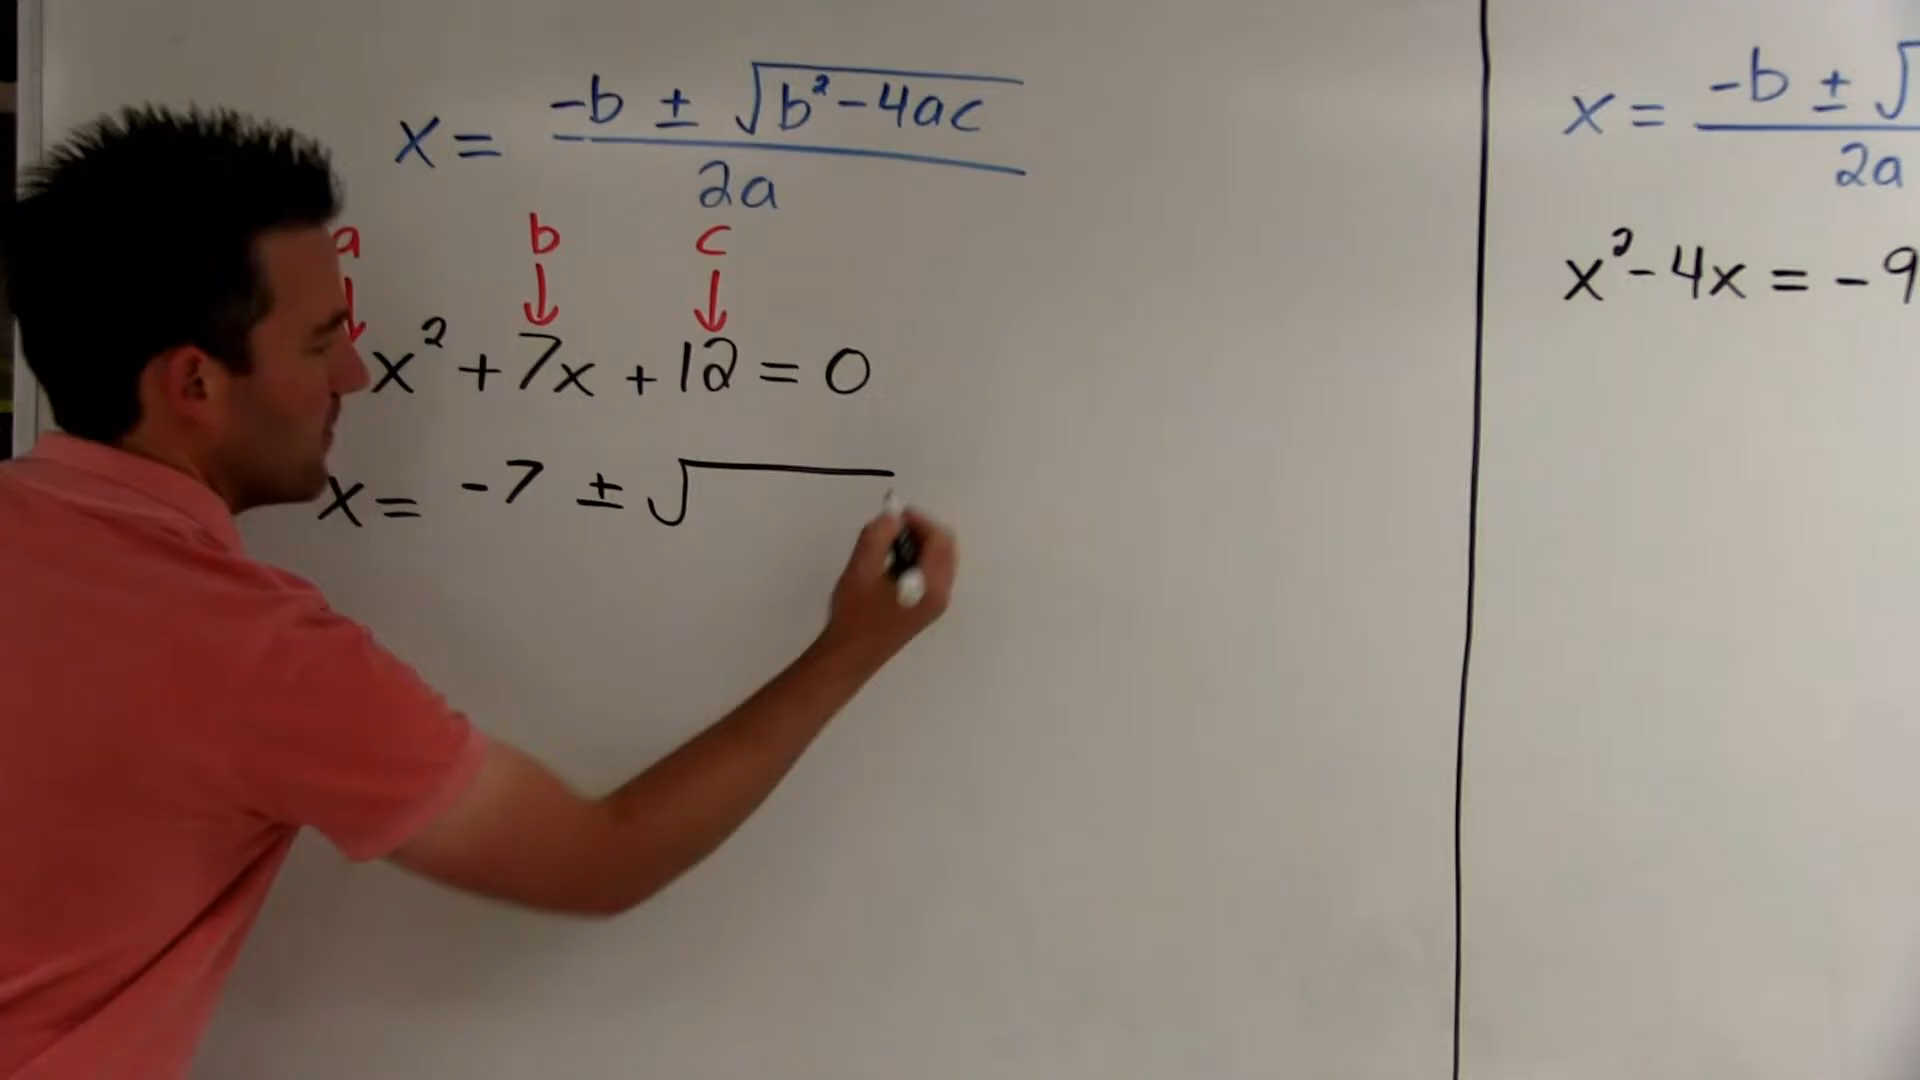 x = -b ± √b² - 4ac
2a
a b c
x² + 7x + 12 = 0
x = -7 ± √
x = -b ± √
2a
x² - 4x = -9